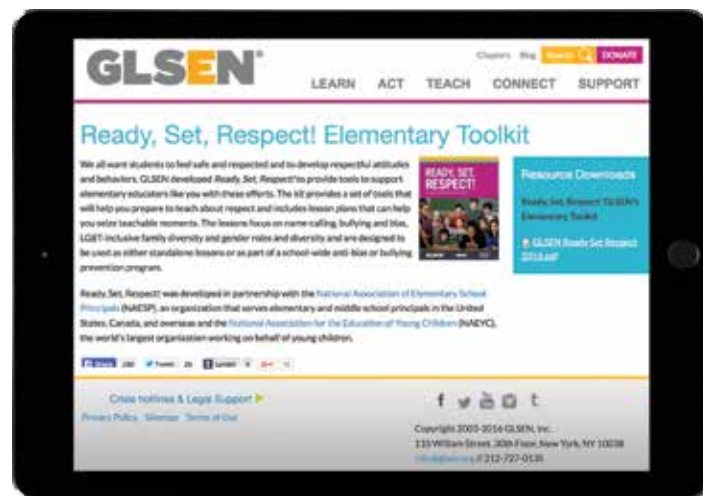 GLSEN®
Chapters Blog Search DONATE
LEARN ACT TEACH CONNECT SUPPORT
Ready, Set, Respect! Elementary Toolkit
We all want students to feel safe and respected and to develop respectful attitudes
and behaviors. GLSEN developed Ready, Set, Respect! to provide tools to support
elementary educators like you with these efforts. The kit provides a set of tools that
will help you prepare to teach about respect and includes lesson plans that can help
you seize teachable moments. The lessons focus on name-calling, bullying and bias,
LGBT-inclusive family diversity and gender roles and diversity and are designed to
be used as either standalone lessons or as part of a school-wide anti-bias or bullying
prevention program.
READY, SET,
RESPECT!
Resource Downloads
Ready, Set, Respect! GLSEN's
Elementary Toolkit
GLSEN Ready Set Respect
2016.pdf
Ready, Set, Respect! was developed in partnership with the National Association of Elementary School
Principals (NAESP), an organization that serves elementary and middle school principals in the United
States, Canada, and overseas and the National Association for the Education of Young Children (NAEYC),
the world's largest organization working on behalf of young children.
Share Tweet
Crisis hotlines & Legal Support
Privacy Policy Sitemap Terms of Use
Copyright 2003-2016 GLSEN, Inc.
110 William Street, 30th Floor, New York, NY 10038
info@glsen.org // 212-727-0135